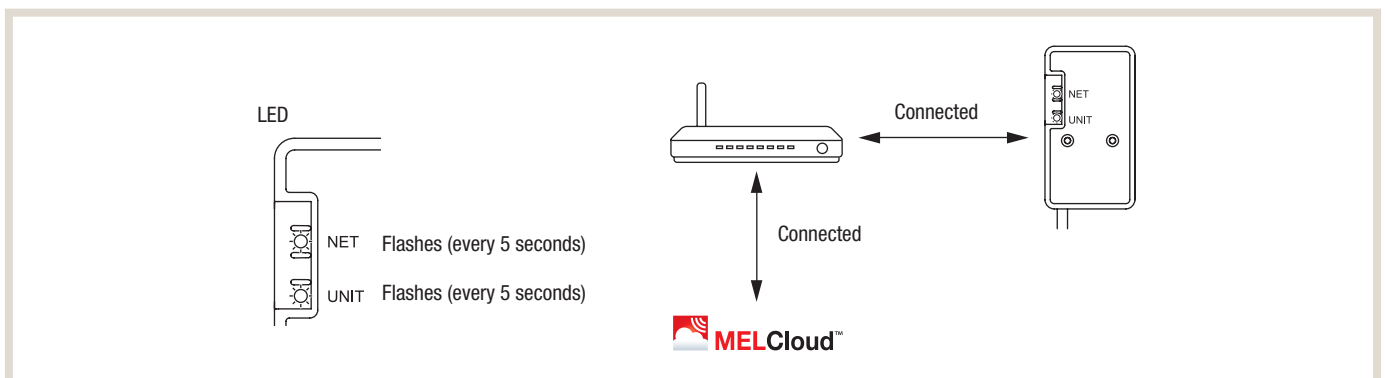 LED
NET Flashes (every 5 seconds)
UNIT Flashes (every 5 seconds)
Connected
NET
UNIT
Connected
MELCloud™